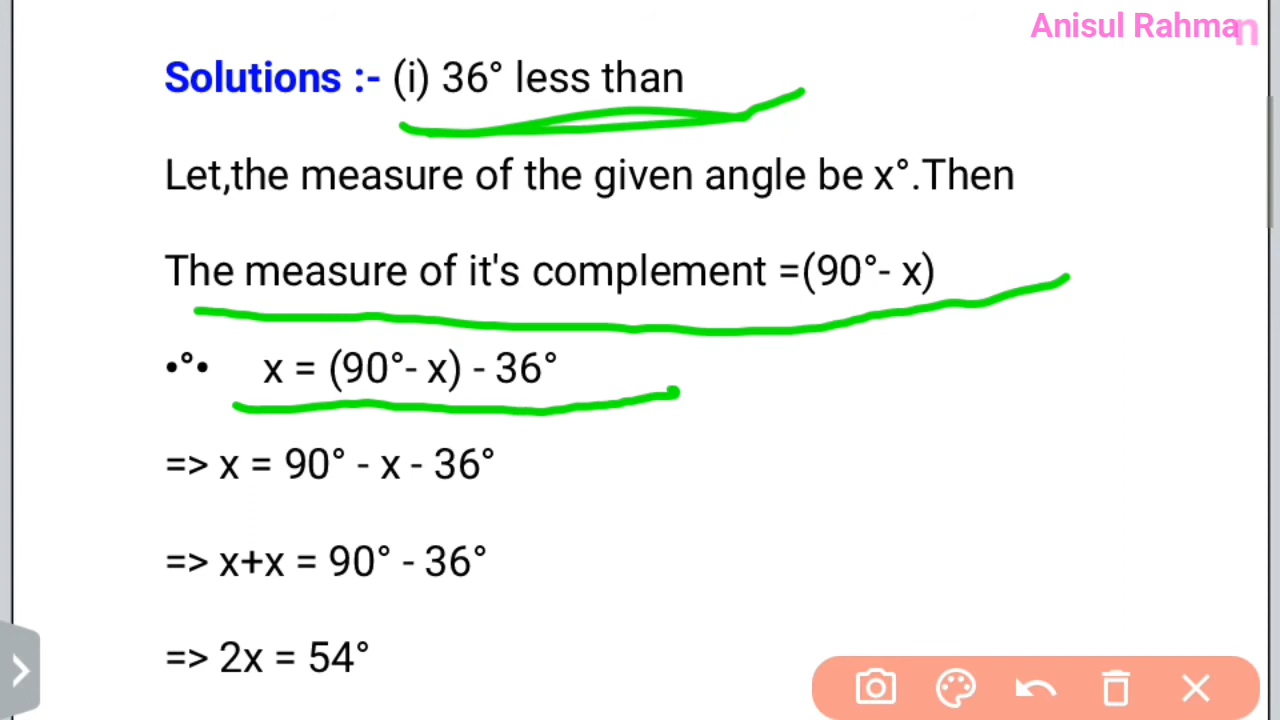 Anisul Rahman
Solutions :- (i) 36° less than
Let,the measure of the given angle be x°.Then
The measure of it's complement =(90°- x)
•°• x = (90°- x) - 36°
=> x = 90° - x - 36°
=> x+x = 90° - 36°
=> 2x = 54°